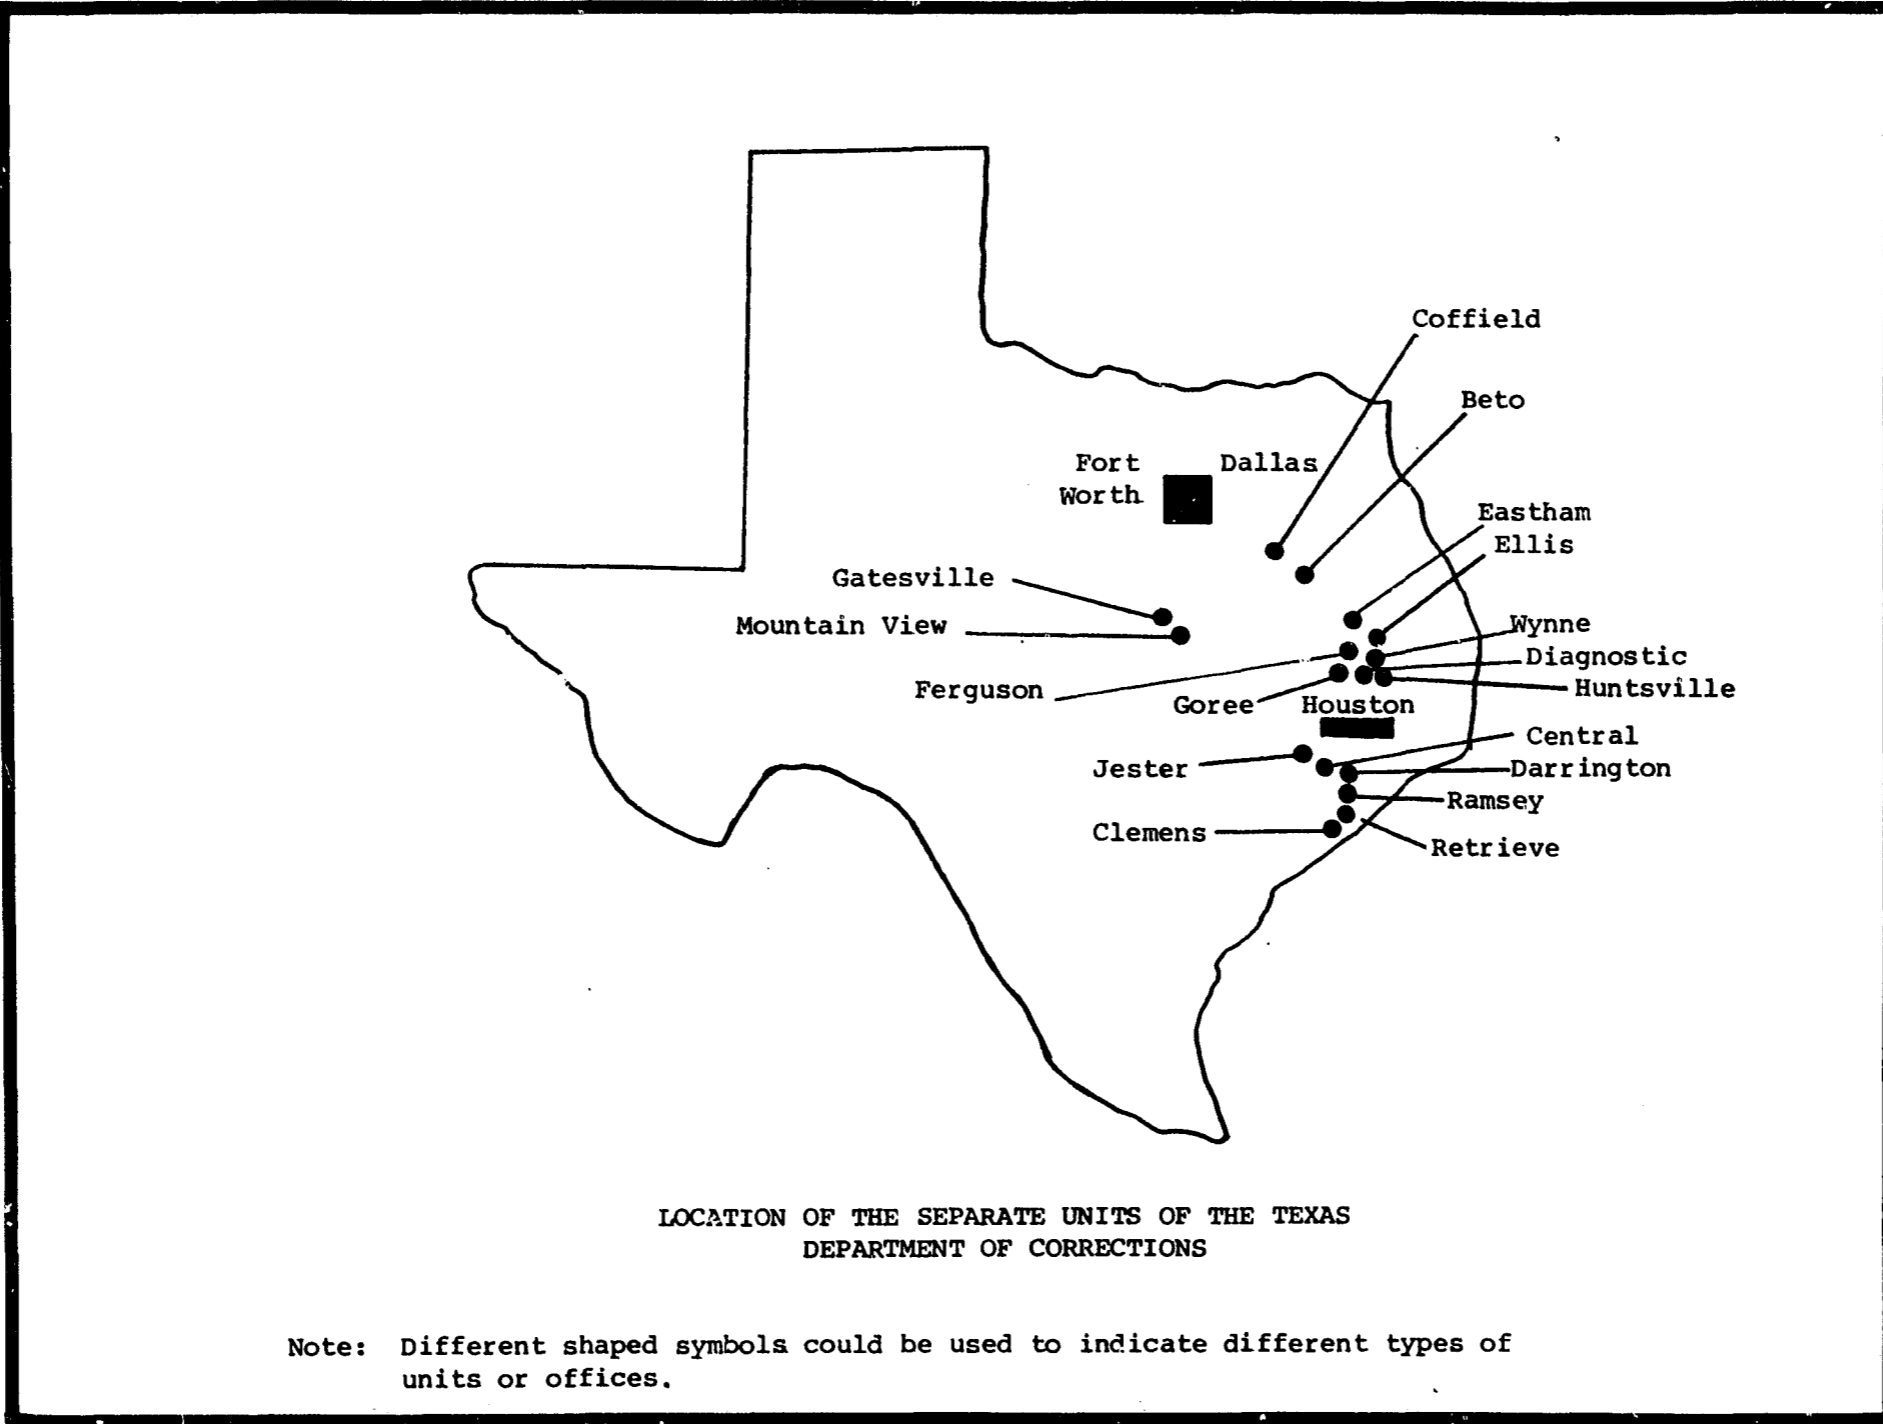 Coffield
Beto
Fort Dallas
Worth
Eastham
Ellis
Gatesville
Mountain View
Wynne
Diagnostic
Ferguson
Huntsville
Goree Houston
Central
Jester
Darrington
Ramsey
Clemens
Retrieve
LOCATION OF THE SEPARATE UNITS OF THE TEXAS
DEPARTMENT OF CORRECTIONS
Note: Different shaped symbols could be used to indicate different types of
units or offices.